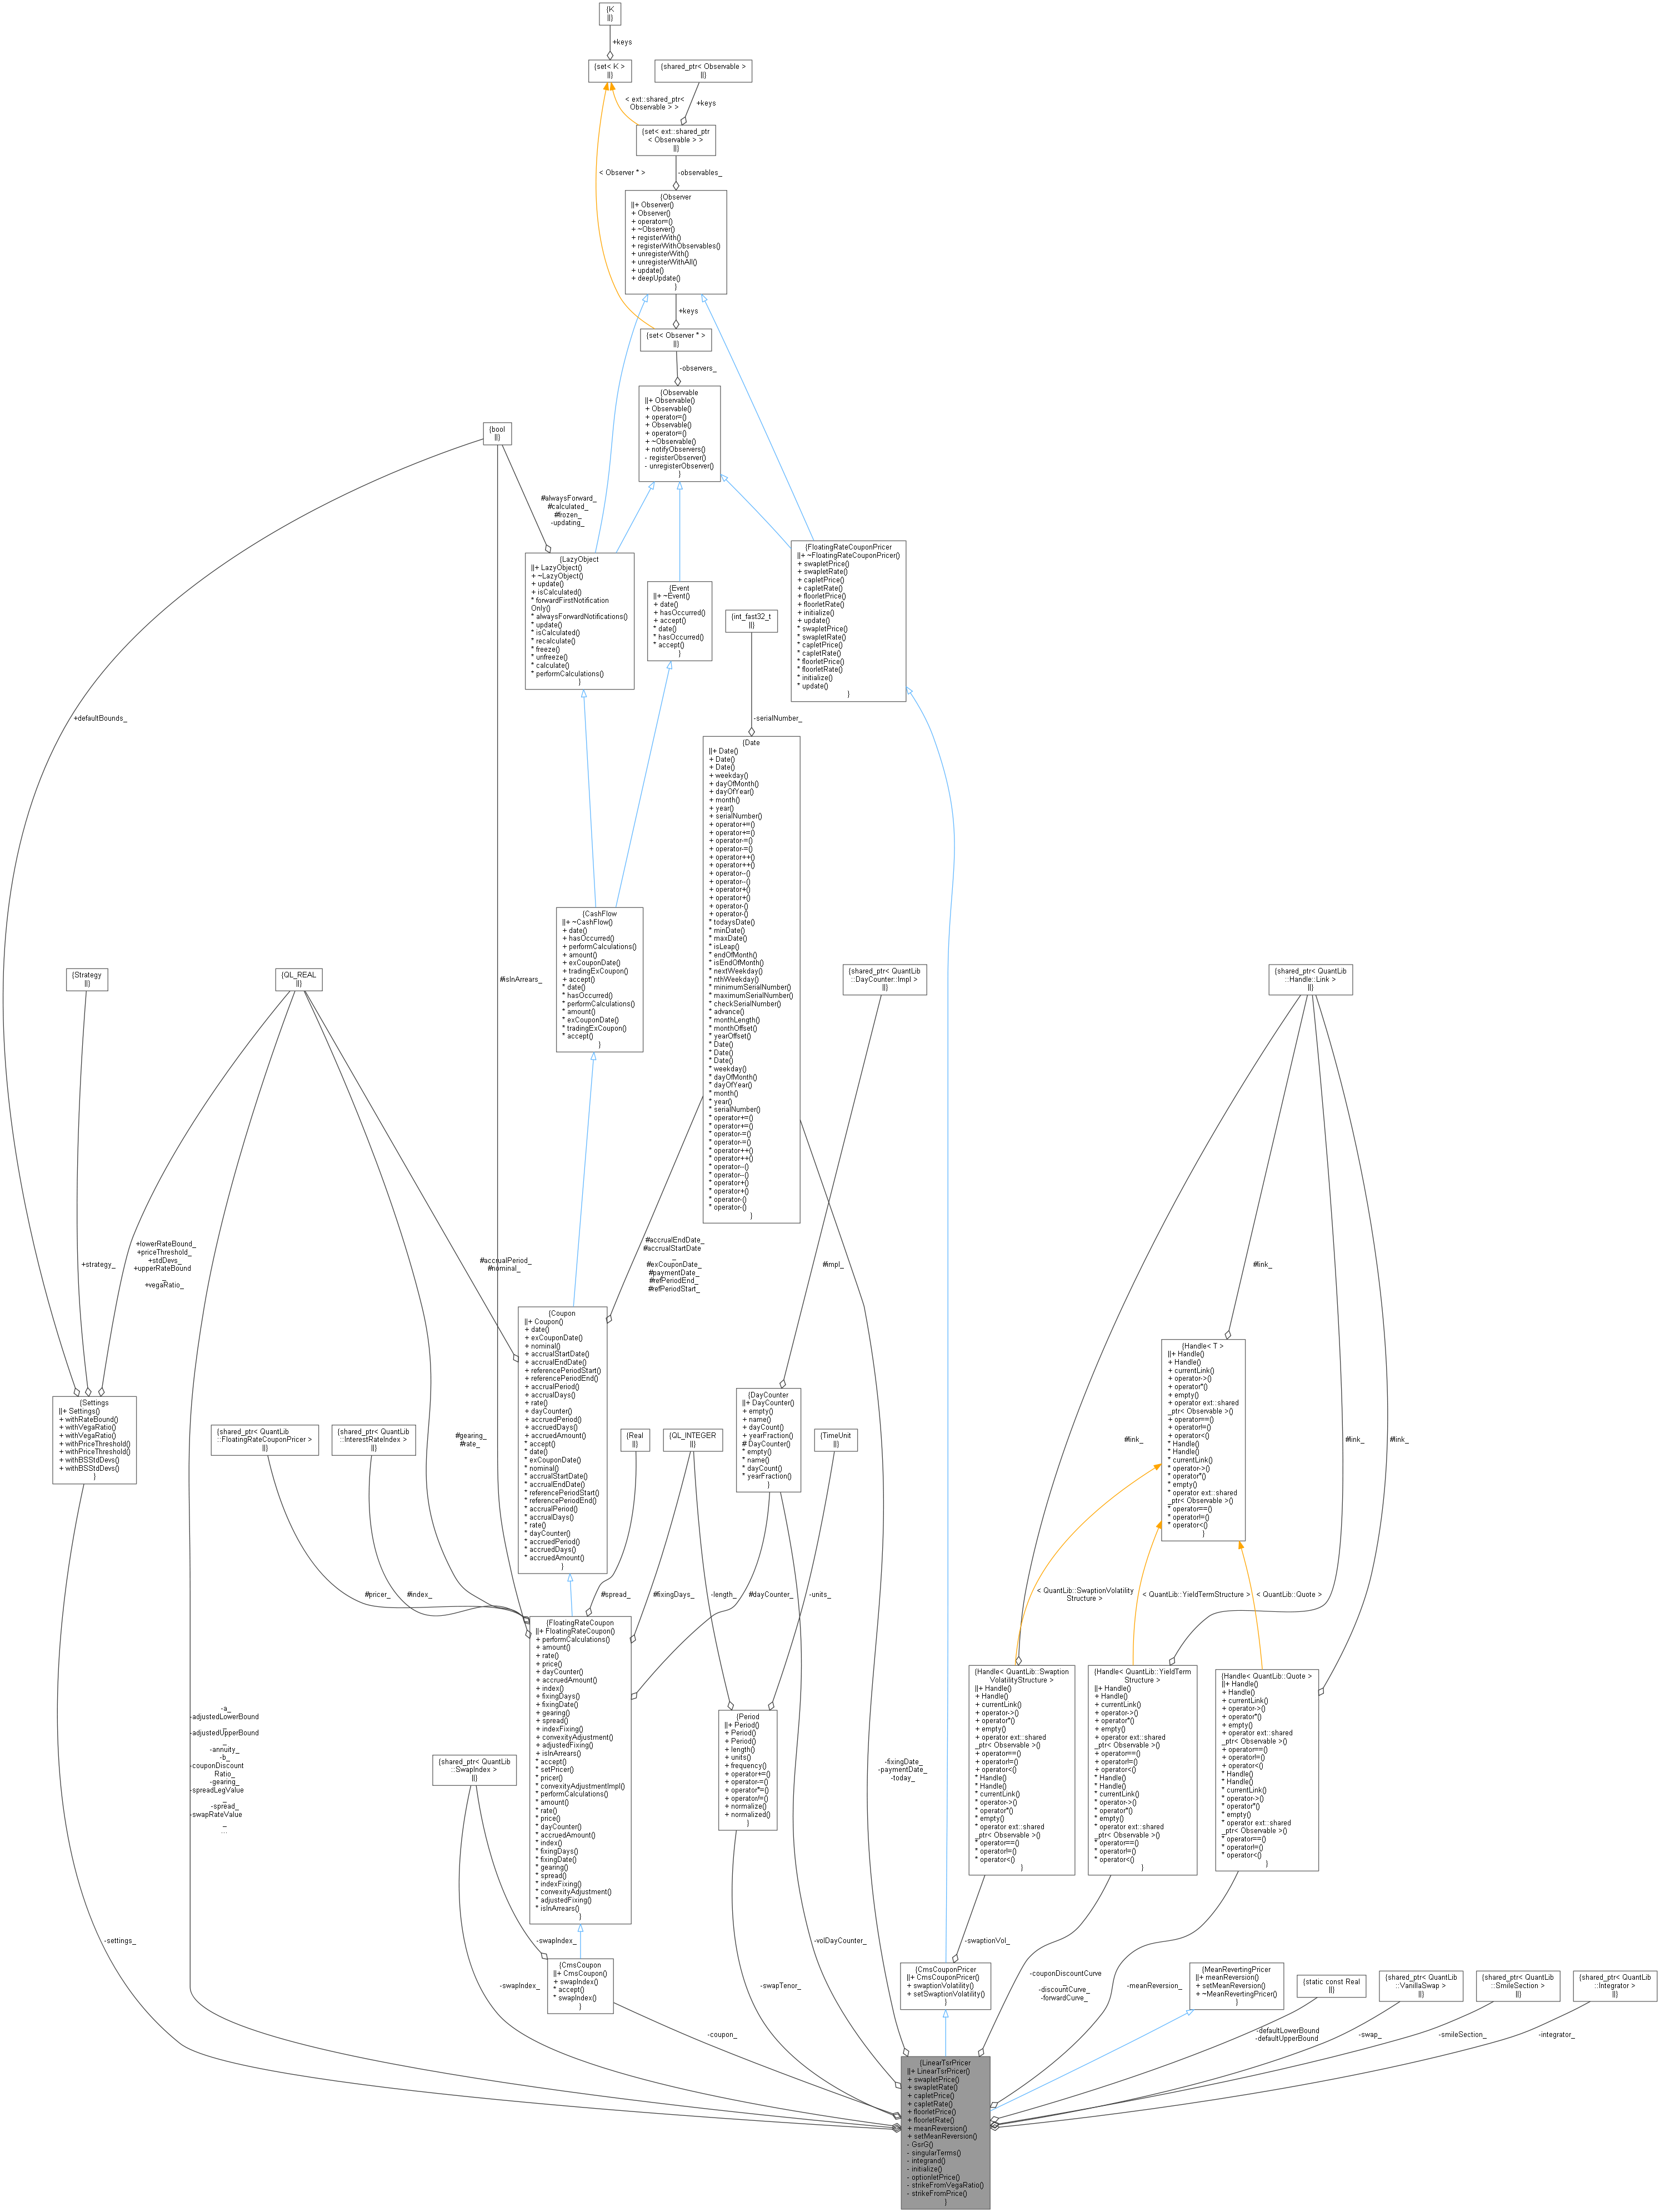 {K
||}
+keys
{set< K >
||}
{shared_ptr< Observable >
||}
< ext::shared_ptr<
Observable > >
+keys
{set< ext::shared_ptr
< Observable > >
||}
< Observer * >
-observables_
{Observer
||+ Observer()
+ Observer()
+ operator=()
+ ~Observer()
+ registerWith()
+ registerWithObservables()
+ unregisterWith()
+ unregisterWithAll()
+ update()
+ deepUpdate()
}
+keys
{set< Observer * >
||}
-observers_
{Observable
||+ Observable()
+ Observable()
+ operator=()
+ Observable()
+ operator=()
+ ~Observable()
+ notifyObservers()
- registerObserver()
- unregisterObserver()
}
{bool
||}
#alwaysForward_
#calculated_
#frozen_
-updating_
{LazyObject
||+ LazyObject()
+ ~LazyObject()
+ update()
+ isCalculated()
* forwardFirstNotification
Only()
* alwaysForwardNotifications()
* update()
* isCalculated()
* recalculate()
* freeze()
* unfreeze()
* calculate()
* performCalculations()
}
{Event
||+ ~Event()
+ date()
+ hasOccurred()
+ accept()
* date()
* hasOccurred()
* accept()
}
{FloatingRateCouponPricer
||+ ~FloatingRateCouponPricer()
+ swapletPrice()
+ swapletRate()
+ capletPrice()
+ capletRate()
+ floorletPrice()
+ floorletRate()
+ initialize()
+ update()
* swapletPrice()
* swapletRate()
* capletPrice()
* capletRate()
* floorletPrice()
* floorletRate()
* initialize()
* update()
}
{int_fast32_t
||}
+defaultBounds_
-serialNumber_
{Date
||+ Date()
+ Date()
+ Date()
+ weekday()
+ dayOfMonth()
+ dayOfYear()
+ month()
+ year()
+ serialNumber()
+ operator+=()
+ operator+=()
+ operator-=()
+ operator-=()
+ operator++()
+ operator++()
+ operator--()
+ operator--()
+ operator+()
+ operator+()
+ operator-()
+ operator-()
* todaysDate()
* minDate()
* maxDate()
* isLeap()
* endOfMonth()
* isEndOfMonth()
* nextWeekday()
* nthWeekday()
* minimumSerialNumber()
* maximumSerialNumber()
* checkSerialNumber()
* advance()
* monthLength()
* monthOffset()
* yearOffset()
* Date()
* Date()
* Date()
* weekday()
* dayOfMonth()
* dayOfYear()
* month()
* year()
* serialNumber()
* operator+=()
* operator+=()
* operator-=()
* operator-=()
* operator++()
* operator++()
* operator--()
* operator--()
* operator+()
* operator+()
* operator-()
* operator-()
}
{CashFlow
||+ ~CashFlow()
+ date()
+ hasOccurred()
+ performCalculations()
+ amount()
+ exCouponDate()
+ tradingExCoupon()
+ accept()
* date()
* hasOccurred()
* performCalculations()
* amount()
* exCouponDate()
* tradingExCoupon()
* accept()
}
{Strategy
||}
{QL_REAL
||}
#isInArrears_
{shared_ptr< QuantLib
::DayCounter::Impl >
||}
{shared_ptr< QuantLib
::Handle::Link >
||}
+strategy_
+lowerRateBound_
+priceThreshold_
+stdDevs_
+upperRateBound
_
+vegaRatio_
#accrualPeriod_
#nominal_
#accrualEndDate_
#accrualStartDate
_
#exCouponDate_
#paymentDate_
#refPeriodEnd_
#refPeriodStart_
#impl_
#link_
{Coupon
||+ Coupon()
+ date()
+ exCouponDate()
+ nominal()
+ accrualStartDate()
+ accrualEndDate()
+ referencePeriodStart()
+ referencePeriodEnd()
+ accrualPeriod()
+ accrualDays()
+ rate()
+ dayCounter()
+ accruedPeriod()
+ accruedDays()
+ accruedAmount()
* accept()
* date()
* exCouponDate()
* nominal()
* accrualStartDate()
* accrualEndDate()
* referencePeriodStart()
* referencePeriodEnd()
* accrualPeriod()
* accrualDays()
* rate()
* dayCounter()
* accruedPeriod()
* accruedDays()
* accruedAmount()
}
{Handle< T >
||+ Handle()
+ Handle()
+ currentLink()
+ operator->()
+ operator*()
+ empty()
+ operator ext::shared
_ptr< Observable >()
+ operator==()
+ operator!=()
+ operator<()
* Handle()
* Handle()
* currentLink()
* operator->()
* operator*()
* empty()
* operator ext::shared
_ptr< Observable >()
* operator==()
* operator!=()
* operator<()
}
{Settings
||+ Settings()
+ withRateBound()
+ withVegaRatio()
+ withVegaRatio()
+ withPriceThreshold()
+ withPriceThreshold()
+ withBSStdDevs()
+ withBSStdDevs()
}
{shared_ptr< QuantLib
::FloatingRateCouponPricer >
||}
{shared_ptr< QuantLib
::InterestRateIndex >
||}
#gearing_
#rate_
{Real
||}
{QL_INTEGER
||}
{DayCounter
||+ DayCounter()
+ empty()
+ name()
+ dayCount()
+ yearFraction()
# DayCounter()
* empty()
* name()
* dayCount()
* yearFraction()
}
{TimeUnit
||}
#link_
#link_
#link_
#pricer_
#index_
#spread_
#fixingDays_
-length_
#dayCounter_
-units_
< QuantLib::SwaptionVolatility
Structure >
< QuantLib::YieldTermStructure >
< QuantLib::Quote >
{FloatingRateCoupon
||+ FloatingRateCoupon()
+ performCalculations()
+ amount()
+ rate()
+ price()
+ dayCounter()
+ accruedAmount()
+ index()
+ fixingDays()
+ fixingDate()
+ gearing()
+ spread()
+ indexFixing()
+ convexityAdjustment()
+ adjustedFixing()
+ isInArrears()
* accept()
* setPricer()
* pricer()
* convexityAdjustmentImpl()
* performCalculations()
* amount()
* rate()
* price()
* dayCounter()
* accruedAmount()
* index()
* fixingDays()
* fixingDate()
* gearing()
* spread()
* indexFixing()
* convexityAdjustment()
* adjustedFixing()
* isInArrears()
}
{Handle< QuantLib::Swaption
VolatilityStructure >
||+ Handle()
+ Handle()
+ currentLink()
+ operator->()
+ operator*()
+ empty()
+ operator ext::shared
_ptr< Observable >()
+ operator==()
+ operator!=()
+ operator<()
* Handle()
* Handle()
* currentLink()
* operator->()
* operator*()
* empty()
* operator ext::shared
_ptr< Observable >()
* operator==()
* operator!=()
* operator<()
}
{Handle< QuantLib::YieldTerm
Structure >
||+ Handle()
+ Handle()
+ currentLink()
+ operator->()
+ operator*()
+ empty()
+ operator ext::shared
_ptr< Observable >()
+ operator==()
+ operator!=()
+ operator<()
* Handle()
* Handle()
* currentLink()
* operator->()
* operator*()
* empty()
* operator ext::shared
_ptr< Observable >()
* operator==()
* operator!=()
* operator<()
}
{Handle< QuantLib::Quote >
||+ Handle()
+ Handle()
+ currentLink()
+ operator->()
+ operator*()
+ empty()
+ operator ext::shared
_ptr< Observable >()
+ operator==()
+ operator!=()
+ operator<()
* Handle()
* Handle()
* currentLink()
* operator->()
* operator*()
* empty()
* operator ext::shared
_ptr< Observable >()
* operator==()
* operator!=()
* operator<()
}
-a_
-adjustedLowerBound
_
-adjustedUpperBound
_
-annuity_
-b_
-couponDiscount
Ratio_
-gearing_
-spreadLegValue
_
-spread_
-swapRateValue
_
...
{shared_ptr< QuantLib
::SwapIndex >
||}
{Period
||+ Period()
+ Period()
+ Period()
+ length()
+ units()
+ frequency()
+ operator+=()
+ operator-=()
+ operator*=()
+ operator/=()
+ normalize()
+ normalized()
}
-fixingDate_
-paymentDate_
-today_
-settings_
-swapIndex_
-volDayCounter_
-swaptionVol_
{CmsCoupon
||+ CmsCoupon()
+ swapIndex()
* accept()
* swapIndex()
}
-swapIndex_
-swapTenor_
{CmsCouponPricer
||+ CmsCouponPricer()
+ swaptionVolatility()
+ setSwaptionVolatility()
}
-couponDiscountCurve
_
-discountCurve_
-forwardCurve_
-meanReversion_
{MeanRevertingPricer
||+ meanReversion()
+ setMeanReversion()
+ ~MeanRevertingPricer()
}
{static const Real
||}
{shared_ptr< QuantLib
::VanillaSwap >
||}
{shared_ptr< QuantLib
::SmileSection >
||}
{shared_ptr< QuantLib
::Integrator >
||}
-coupon_
-defaultLowerBound
-defaultUpperBound
-swap_
-smileSection_
-integrator_
{LinearTsrPricer
||+ LinearTsrPricer()
+ swapletPrice()
+ swapletRate()
+ capletPrice()
+ capletRate()
+ floorletPrice()
+ floorletRate()
+ meanReversion()
+ setMeanReversion()
- GsrG()
- singularTerms()
- integrand()
- initialize()
- optionletPrice()
- strikeFromVegaRatio()
- strikeFromPrice()
}